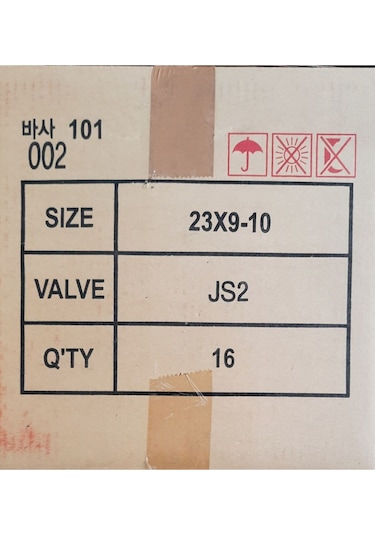 바사 101
002
SIZE 23X9-10
VALVE JS2
Q'TY 16